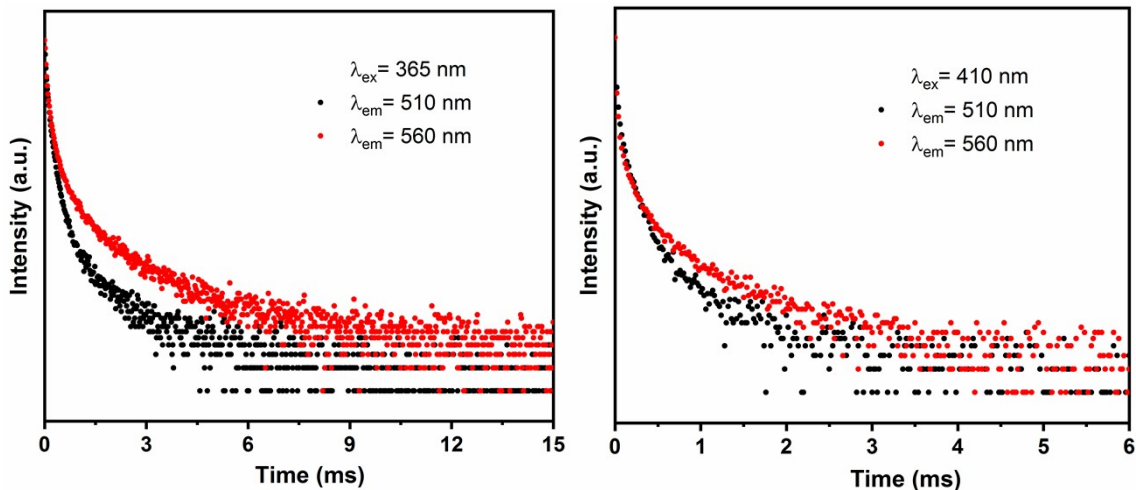 λex= 365 nm
λem= 510 nm
λem= 560 nm
Intensity (a.u.)
0 3 6 9 12 15
Time (ms)
λex= 410 nm
λem= 510 nm
λem= 560 nm
Intensity (a.u.)
0 1 2 3 4 5 6
Time (ms)